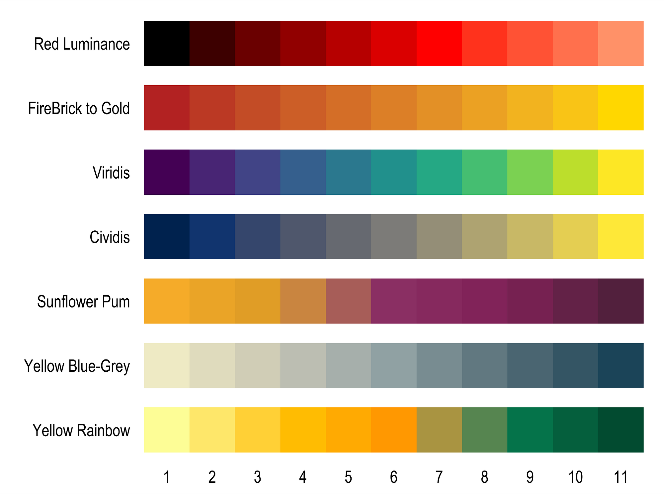 Red Luminance
FireBrick to Gold
Viridis
Cividis
Sunflower Pum
Yellow Blue-Grey
Yellow Rainbow
1 2 3 4 5 6 7 8 9 10 11